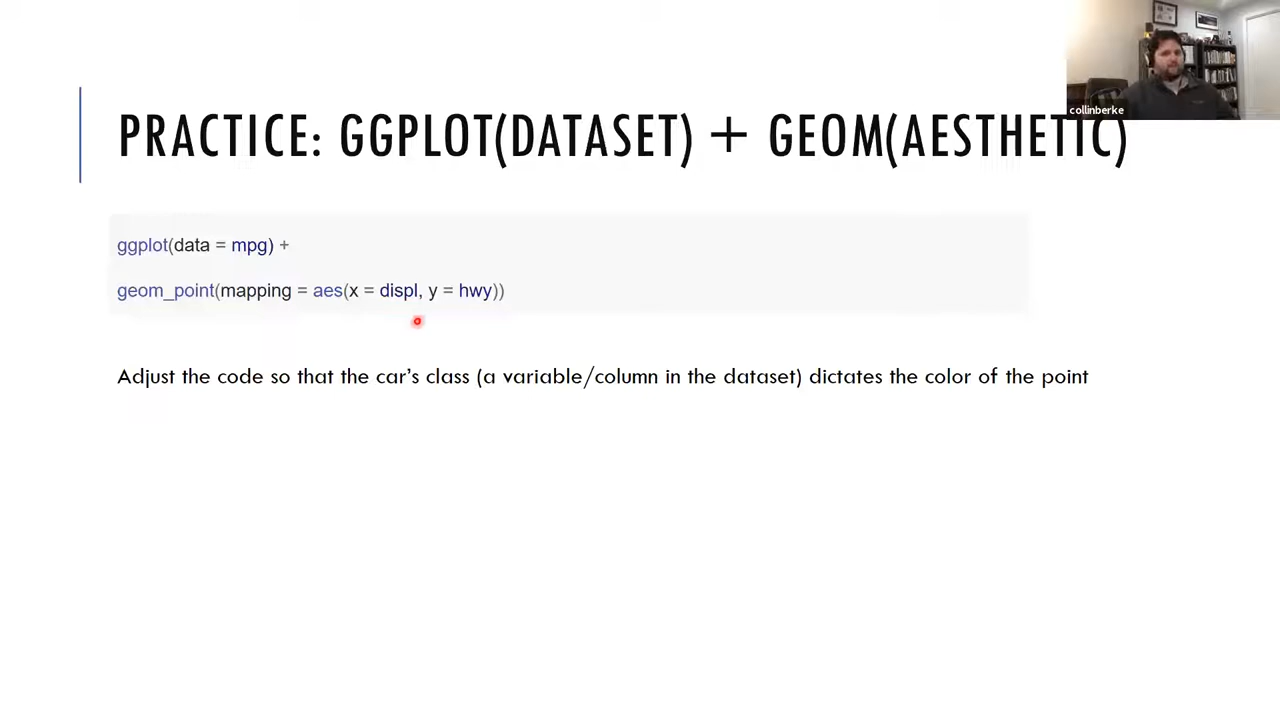 PRACTICE: GGPLOT(DATASET) + GEOM(AESTHETIC)
collinberke
ggplot(data = mpg) +
geom_point(mapping = aes(x = displ, y = hwy))
Adjust the code so that the car's class (a variable/column in the dataset) dictates the color of the point